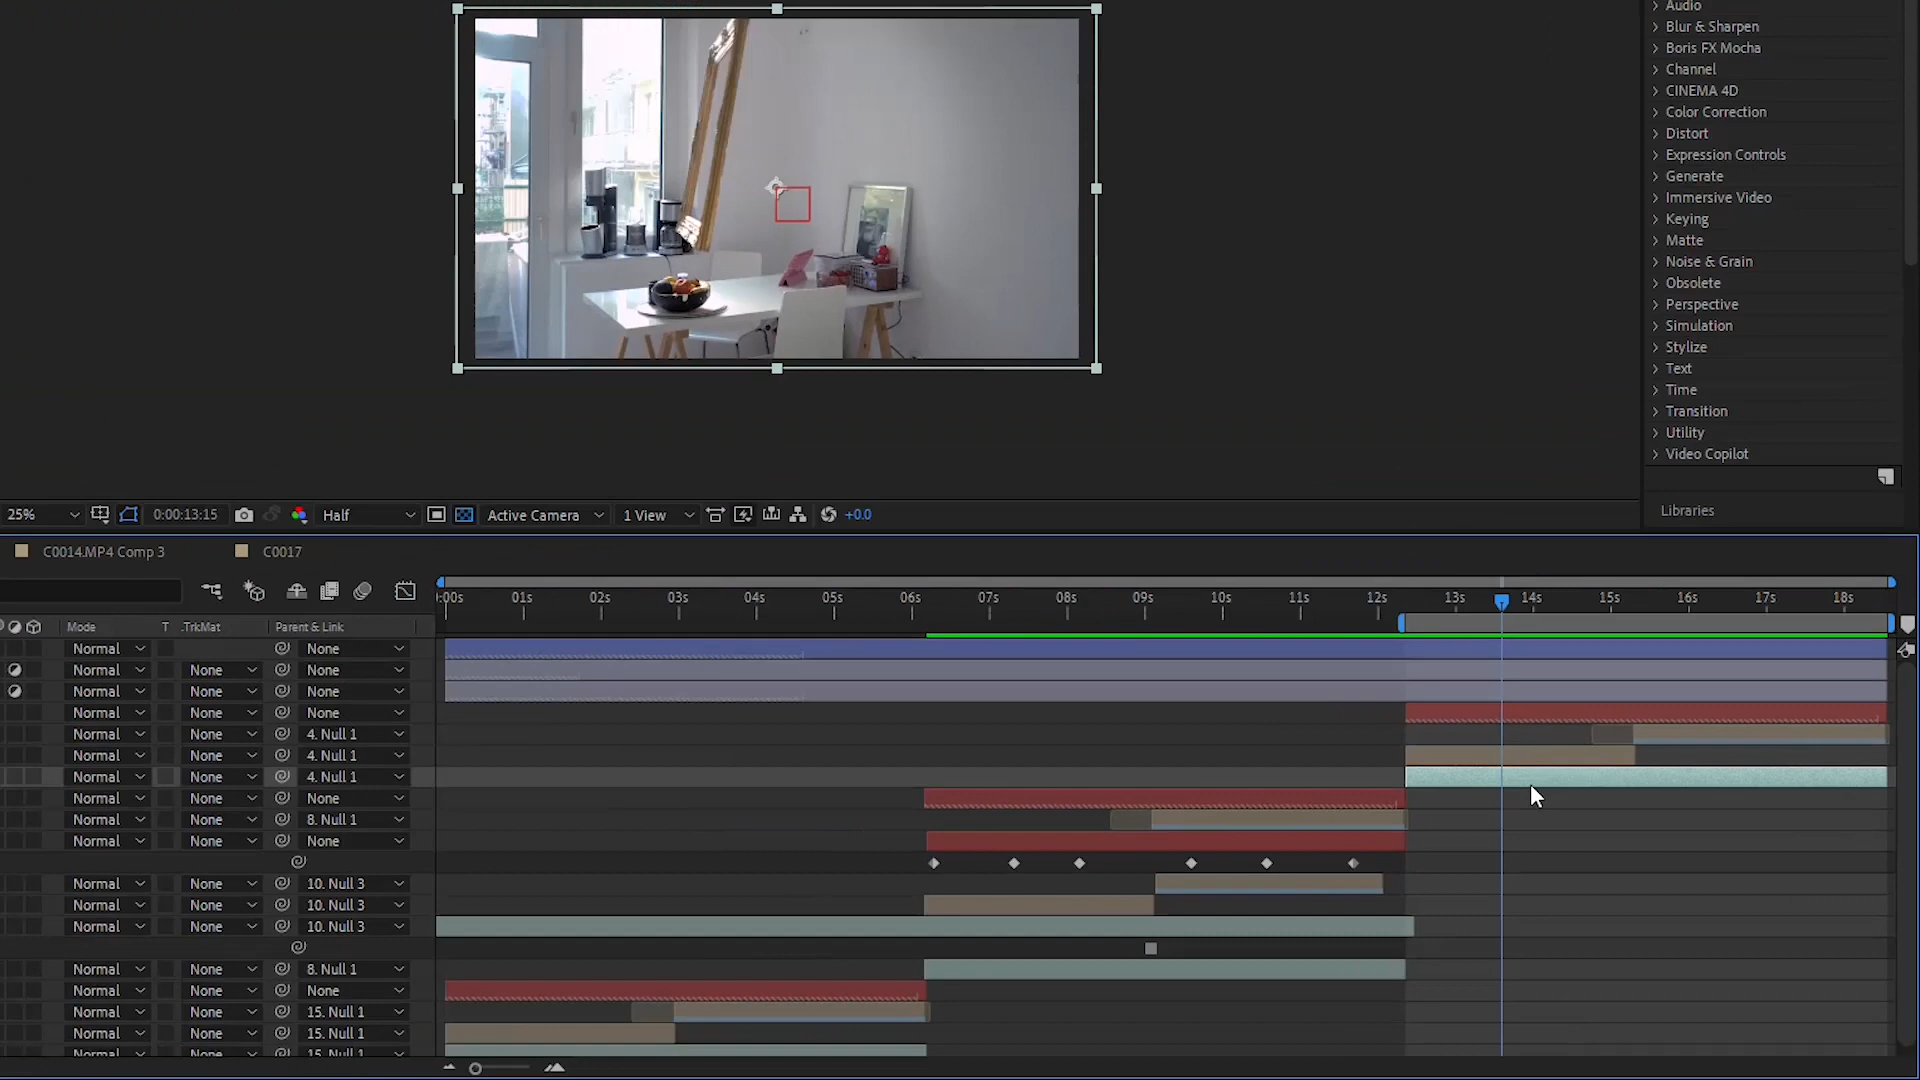 Audio
Blur & Sharpen
Boris FX Mocha
Channel
CINEMA 4D
Color Correction
Distort
Expression Controls
Generate
Immersive Video
Keying
Matte
Noise & Grain
Obsolete
Perspective
Simulation
Stylize
Text
Time
Transition
Utility
Video Copilot
25% 0:00:13:15 Half Active Camera 1 View +0.0
Libraries
C0014.MP4 Comp 3 C0017
:00s 01s 02s 03s 04s 05s 06s 07s 08s 09s 10s 11s 12s 13s 14s 15s 16s 17s 18s
Mode T .TrkMat Parent & Link
Normal None
Normal None None
Normal None None
Normal None None
Normal None 4. Null 1
Normal None 4. Null 1
Normal None 4. Null 1
Normal None None
Normal None 8. Null 1
Normal None None
Normal None 10. Null 3
Normal None 10. Null 3
Normal None 10. Null 3
Normal None 8. Null 1
Normal None None
Normal None 15. Null 1
Normal None 15. Null 1
Normal None 15. Null 1